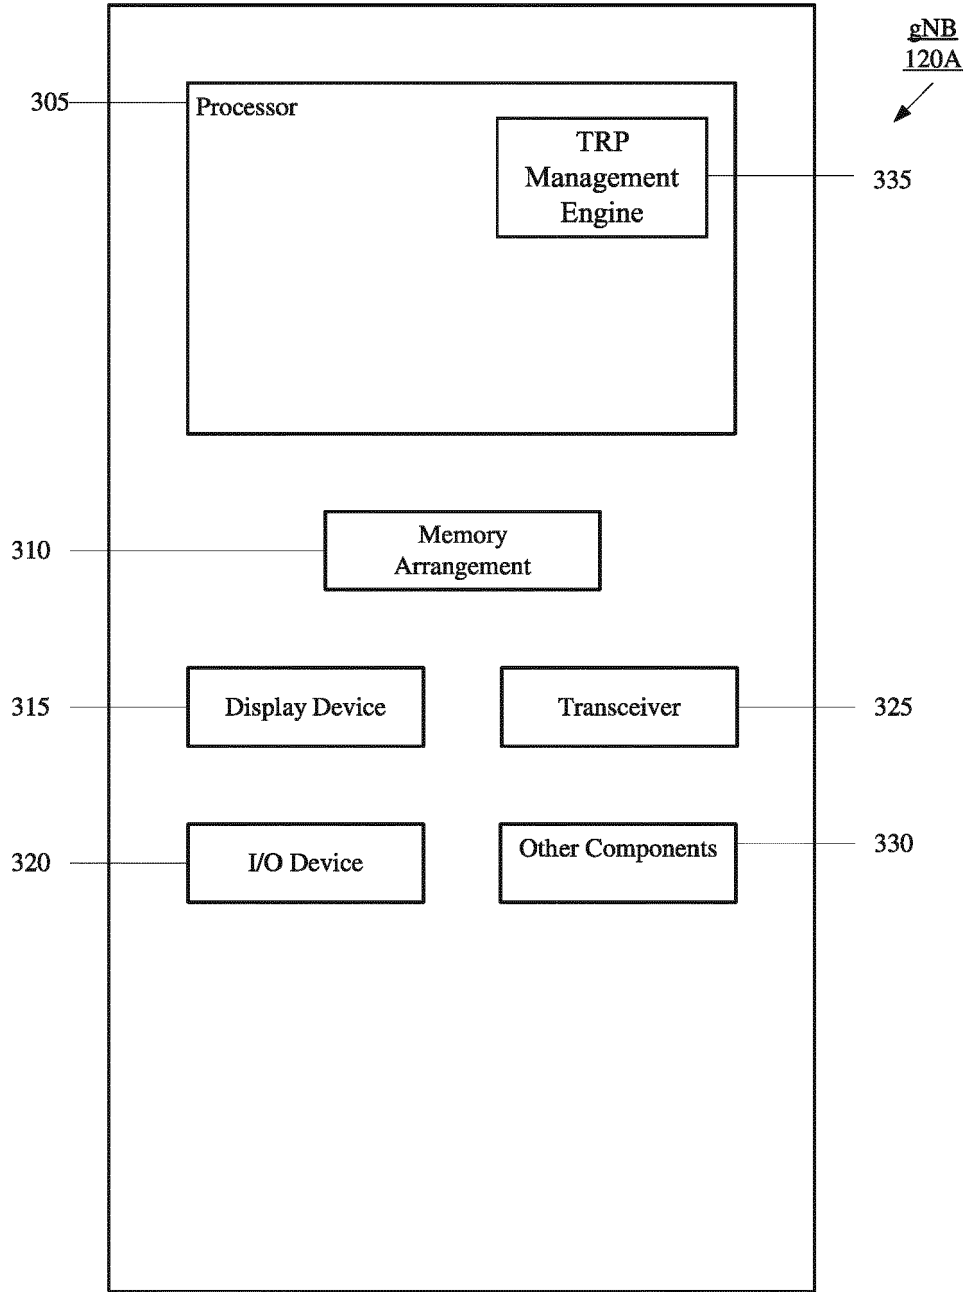 gNB
120A
305
Processor
TRP
Management
Engine
335
310
Memory
Arrangement
315
Display Device
Transceiver
325
320
I/O Device
Other Components
330